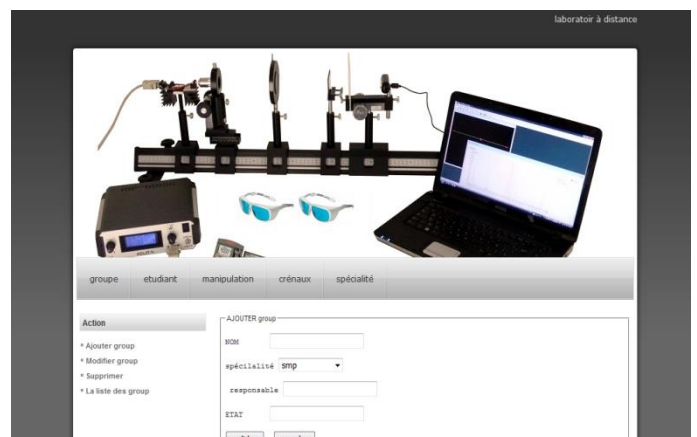 laboratoir à distance
groupe etudiant manipulation crénaux spécialité
Action
Ajouter group
Modifier group
Supprimer
La liste des group
AJOUTER group
NOM
spécilalité smp
responsable
ETAT